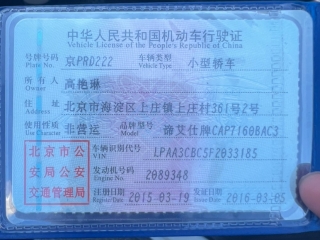 中华人民共和国机动车行驶证
Vehicle License of the People's Republic of China
号牌号码 京PRD222 车辆类型 小型轿车
Plate No. Vehicle Type
所有人 高艳琳
Owner
住址 北京市海淀区上庄镇上庄村361号2号
Address
使用性质 非营运 品牌型号 谛艾仕牌CAP7160BAC3
Use Character Model
北京市公安局公安交通管理局
车辆识别代号 LPAA3CBC5F2033185
VIN
发动机号码 2089348
Engine No.
注册日期 2015-03-19 发证日期 2016-03-05
Register Date Issue Date